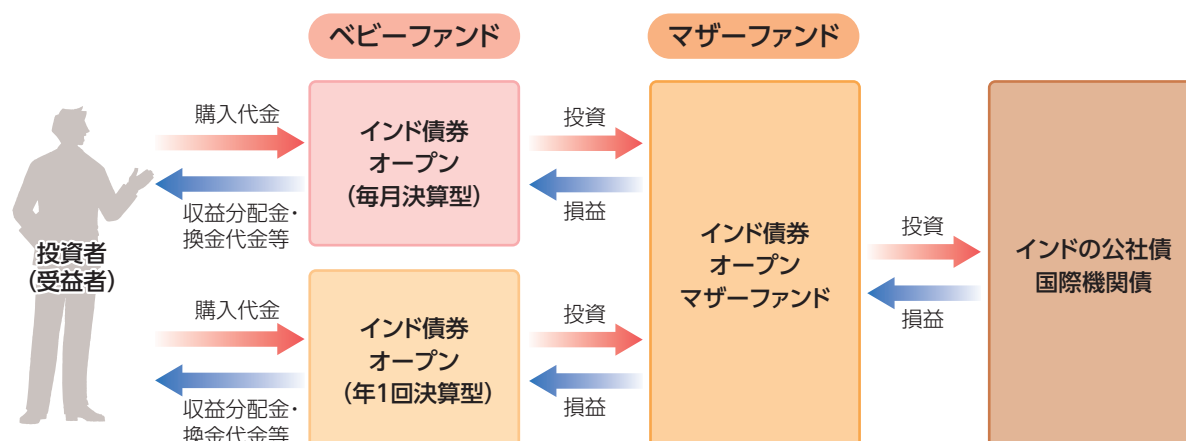 ベビーファンド
マザーファンド
購入代金
収益分配金・
換金代金等
インド債券
オープン
(毎月決算型)
投資
損益
投資者
(受益者)
購入代金
収益分配金・
換金代金等
インド債券
オープン
(年1回決算型)
投資
損益
インド債券
オープン
マザーファンド
投資
損益
インドの公社債
国際機関債